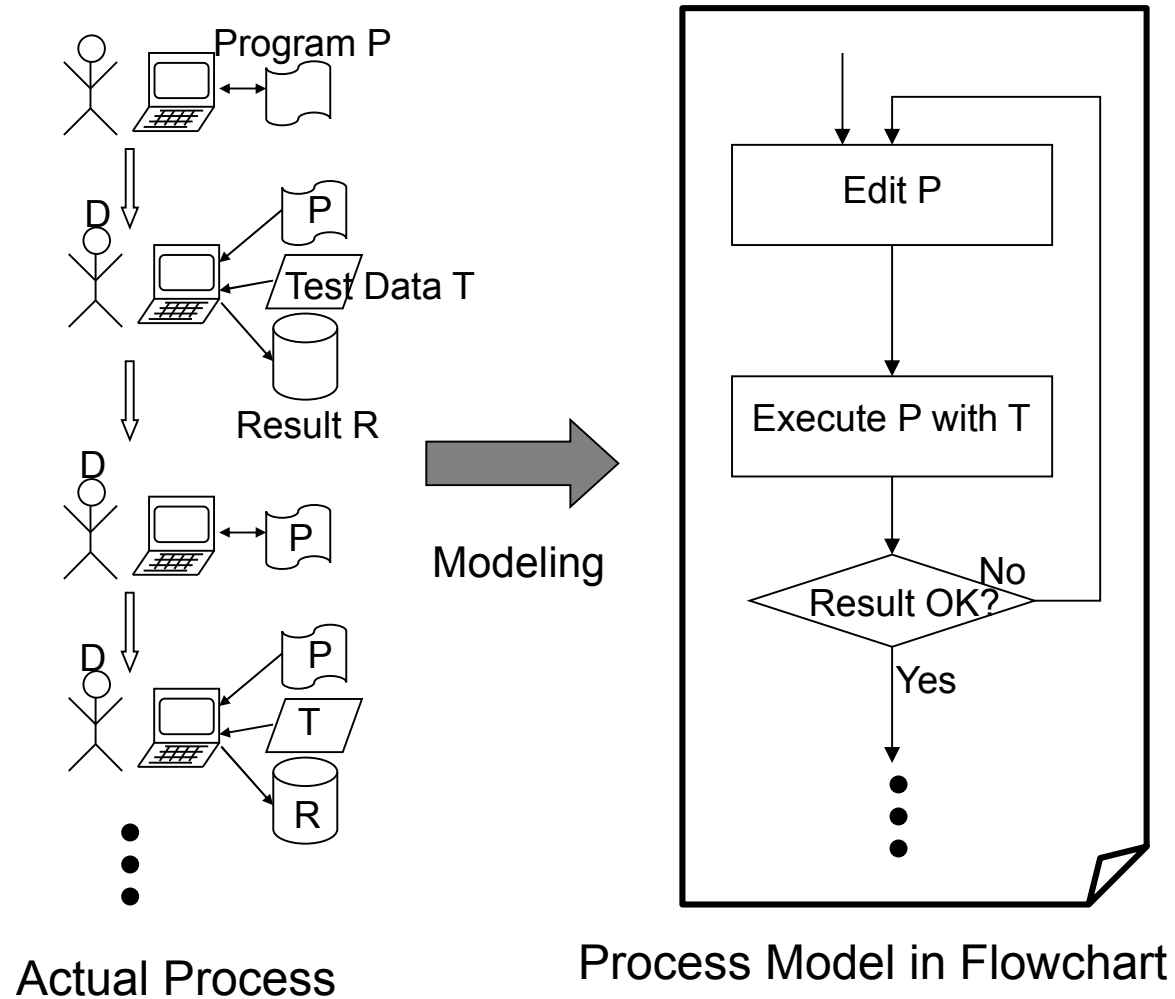 Program P
D
P
Test Data T
Result R
D
P
D
P
T
R
Actual Process
Modeling
Edit P
Execute P with T
Result OK?
No
Yes
Process Model in Flowchart